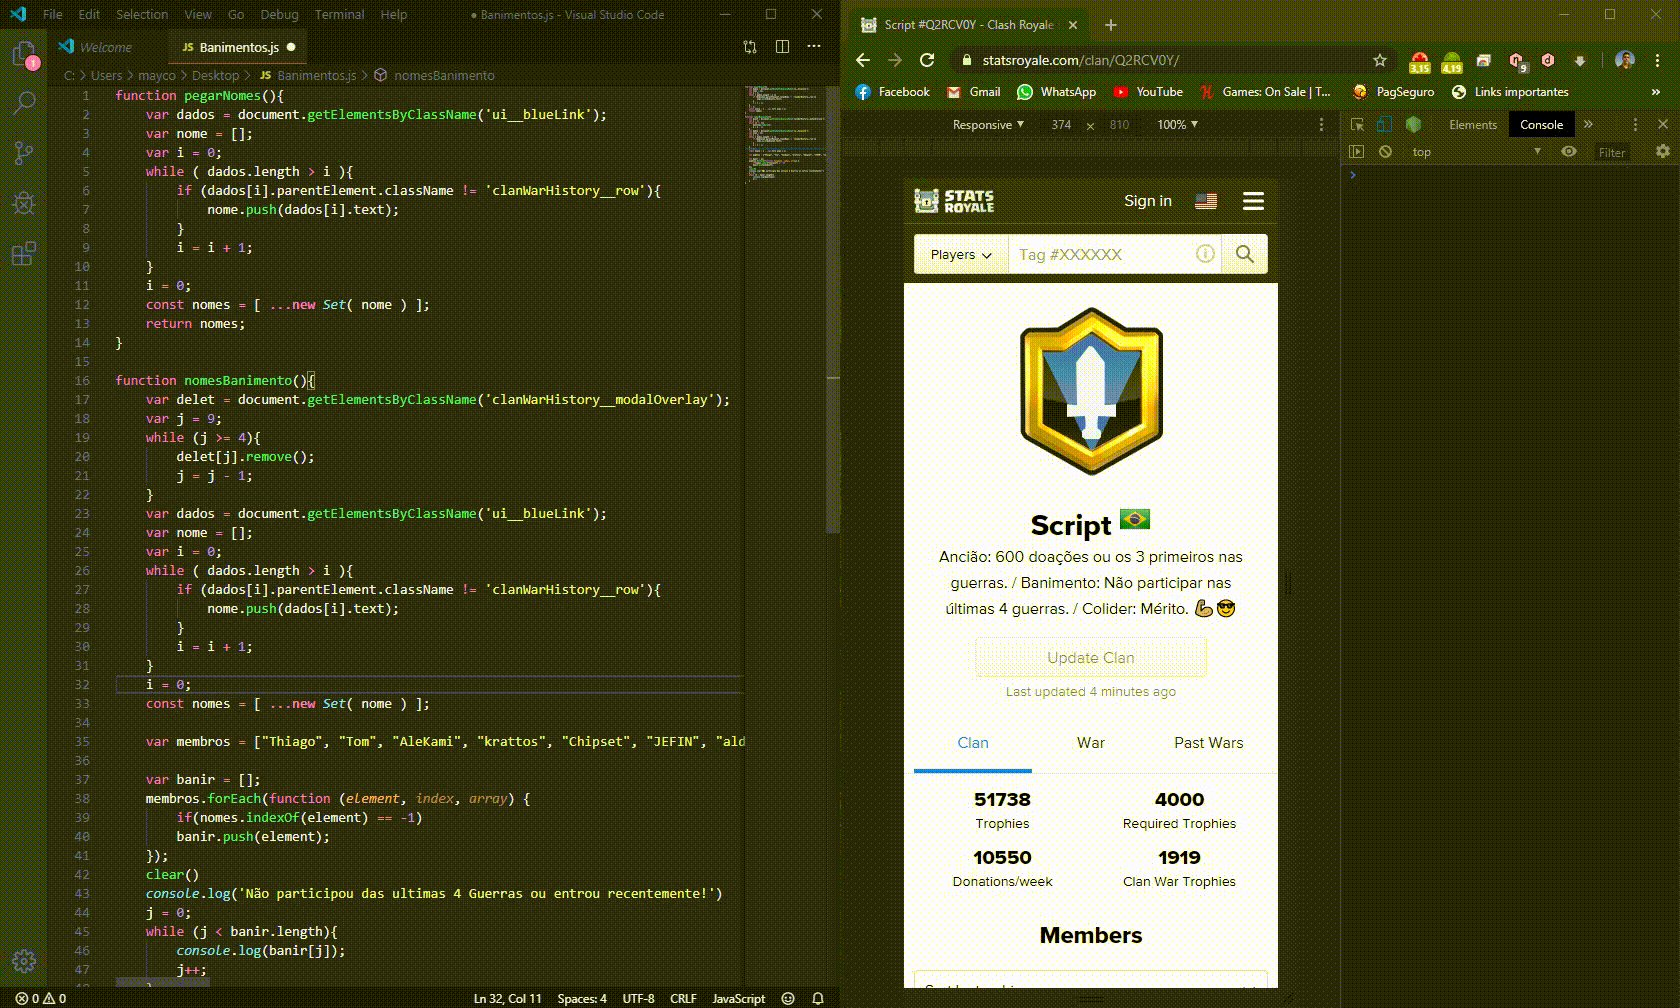 File Edit Selection View Go Debug Terminal Help ● Banimentos.js - Visual Studio Code
Welcome JS Banimentos.js ●
C: > Users > mayco > Desktop > JS Banimentos.js > nomesBanimento
1 function pegarNomes(){
2 var dados = document.getElementsByClassName('ui__blueLink');
3 var nome = [];
4 var i = 0;
5 while ( dados.length > i ){
6 if (dados[i].parentElement.className != 'clanWarHistory__row'){
7 nome.push(dados[i].text);
8 }
9 i = i + 1;
10 }
11 i = 0;
12 const nomes = [ ...new Set( nome ) ];
13 return nomes;
14 }
15
16 function nomesBanimento(){
17 var delet = document.getElementsByClassName('clanWarHistory__modalOverlay');
18 var j = 9;
19 while (j >= 4){
20 delet[j].remove();
21 j = j - 1;
22 }
23 var dados = document.getElementsByClassName('ui__blueLink');
24 var nome = [];
25 var i = 0;
26 while ( dados.length > i ){
27 if (dados[i].parentElement.className != 'clanWarHistory__row'){
28 nome.push(dados[i].text);
29 }
30 i = i + 1;
31 }
32 i = 0;
33 const nomes = [ ...new Set( nome ) ];
34
35 var membros = ["Thiago", "Tom", "AleKami", "krattos", "Chipset", "JEFIN", "ald
36
37 var banir = [];
38 membros.forEach(function (element, index, array) {
39 if(nomes.indexOf(element) == -1)
40 banir.push(element);
41 });
42 clear()
43 console.log('Não participou das ultimas 4 Guerras ou entrou recentemente!')
44 j = 0;
45 while (j < banir.length){
46 console.log(banir[j]);
47 j++;
1
0 0 Ln 32, Col 11 Spaces: 4 UTF-8 CRLF JavaScript
Script #Q2RCV0Y - Clash Royale
statsroyale.com/clan/Q2RCV0Y/
3,15 4,19 9
Facebook Gmail WhatsApp YouTube Games: On Sale | T... PagSeguro Links importantes »
Responsive ▼ 374 × 810 100% ▼
Elements Console »
top Filter
STATS
ROYALE
Sign in
Players Tag #XXXXXX
Script
Ancião: 600 doações ou os 3 primeiros nas
guerras. / Banimento: Não participar nas
últimas 4 guerras. / Colider: Mérito. 💪😎
Update Clan
Last updated 4 minutes ago
Clan War Past Wars
51738 4000
Trophies Required Trophies
10550 1919
Donations/week Clan War Trophies
Members